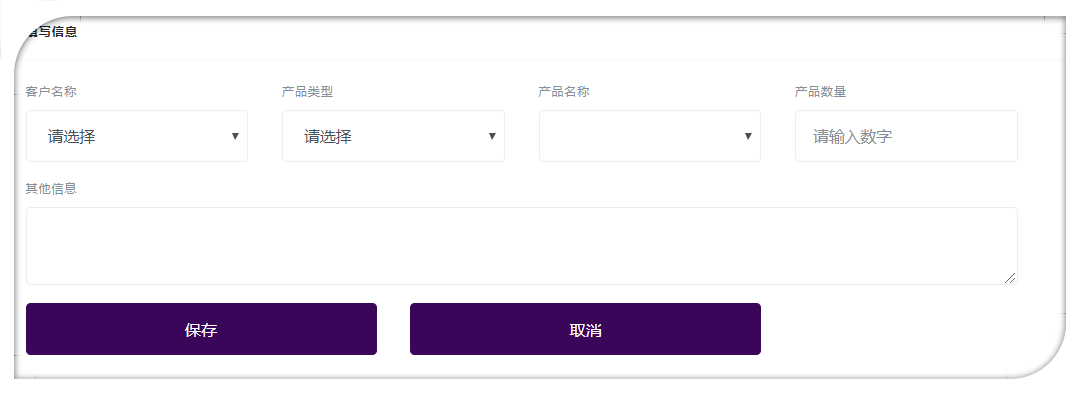 写信息
客户名称 产品类型 产品名称 产品数量
请选择 请选择 请输入数字
其他信息
保存 取消